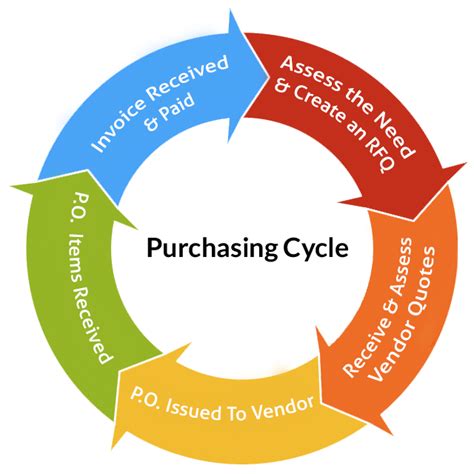 Purchasing Cycle
Assess the Need
& Create an RFQ
Receive & Assess
Vendor Quotes
P.O. Issued To Vendor
P.O. Items Received
Invoice Received
& Paid